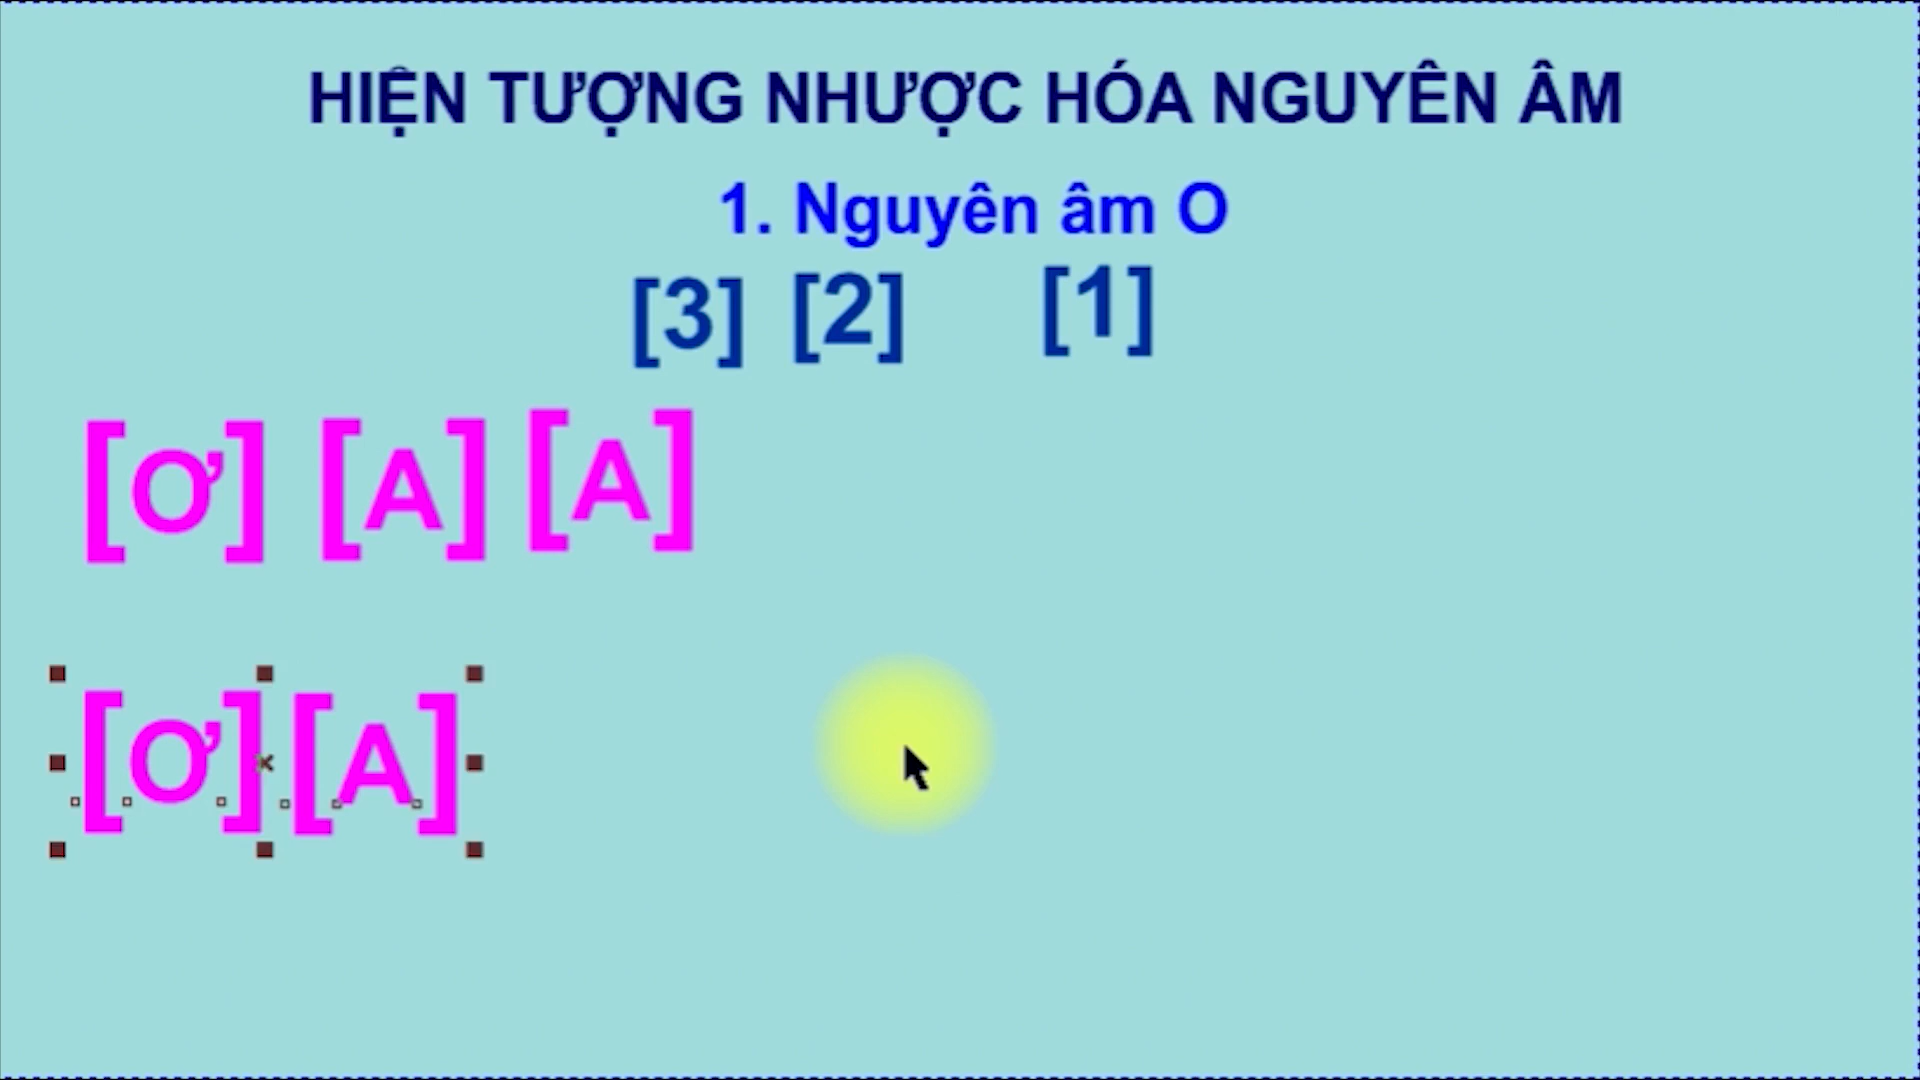 HIỆN TƯỢNG NHƯỢC HÓA NGUYÊN ÂM
1. Nguyên âm O
[3] [2] [1]
[Ơ] [A] [A]
[Ơ] [A]